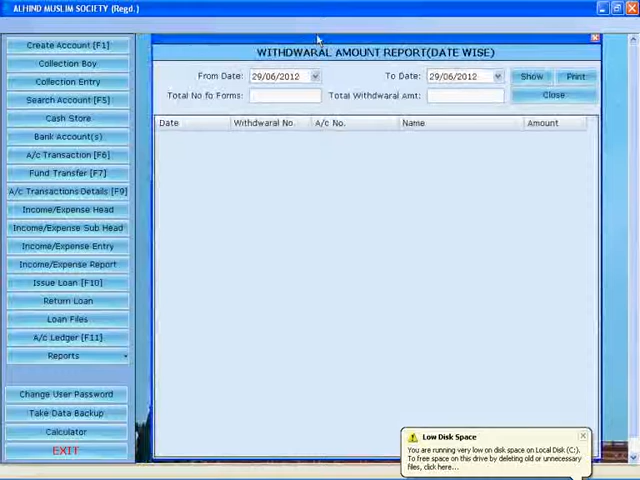 ALHIND MUSLIM SOCIETY (Regd.)
WITHDWARAL AMOUNT REPORT(DATE WISE)
From Date: 29/06/2012 To Date: 29/06/2012 Show Print
Total No fo Forms: Total Withdwaral Amt: Close
Date Withdwaral No. A/c No. Name Amount
Create Account [F1]
Collection Boy
Collection Entry
Search Account [F5]
Cash Store
Bank Account(s)
A/c Transaction [F6]
Fund Transfer [F7]
A/c Transactions Details [F9]
Income/Expense Head
Income/Expense Sub Head
Income/Expense Entry
Income/Expense Report
Issue Loan [F10]
Return Loan
Loan Files
A/c Ledger [F11]
Reports
Change User Password
Take Data Backup
Calculator
EXIT
Low Disk Space
You are running very low on disk space on Local Disk (C:).
To free space on this drive by deleting old or unnecessary
files, click here...